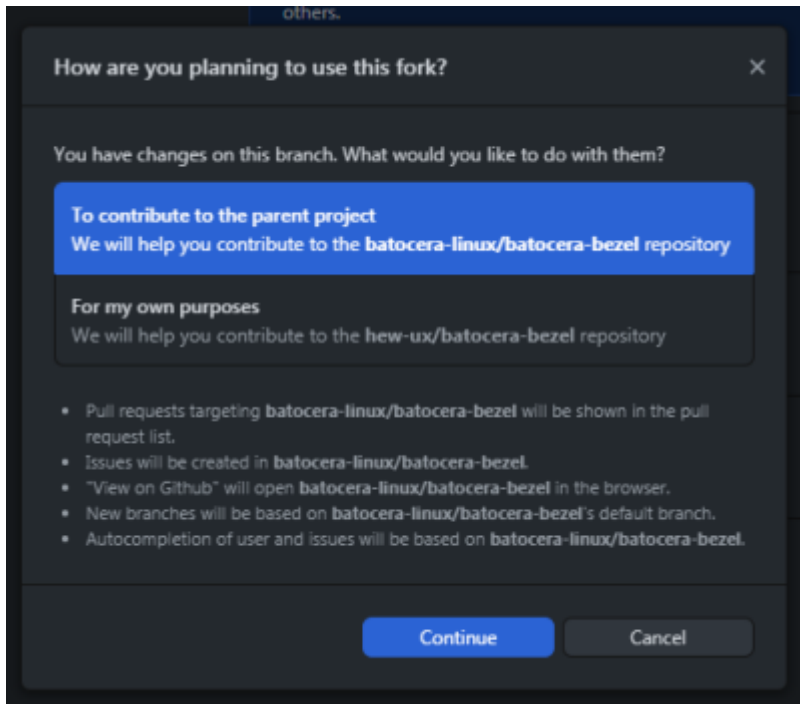 others.
How are you planning to use this fork?
You have changes on this branch. What would you like to do with them?
To contribute to the parent project
We will help you contribute to the batocera-linux/batocera-bezel repository
For my own purposes
We will help you contribute to the hew-ux/batocera-bezel repository
• Pull requests targeting batocera-linux/batocera-bezel will be shown in the pull
request list.
• Issues will be created in batocera-linux/batocera-bezel.
• "View on Github" will open batocera-linux/batocera-bezel in the browser.
• New branches will be based on batocera-linux/batocera-bezel's default branch.
• Autocompletion of user and issues will be based on batocera-linux/batocera-bezel.
Continue
Cancel